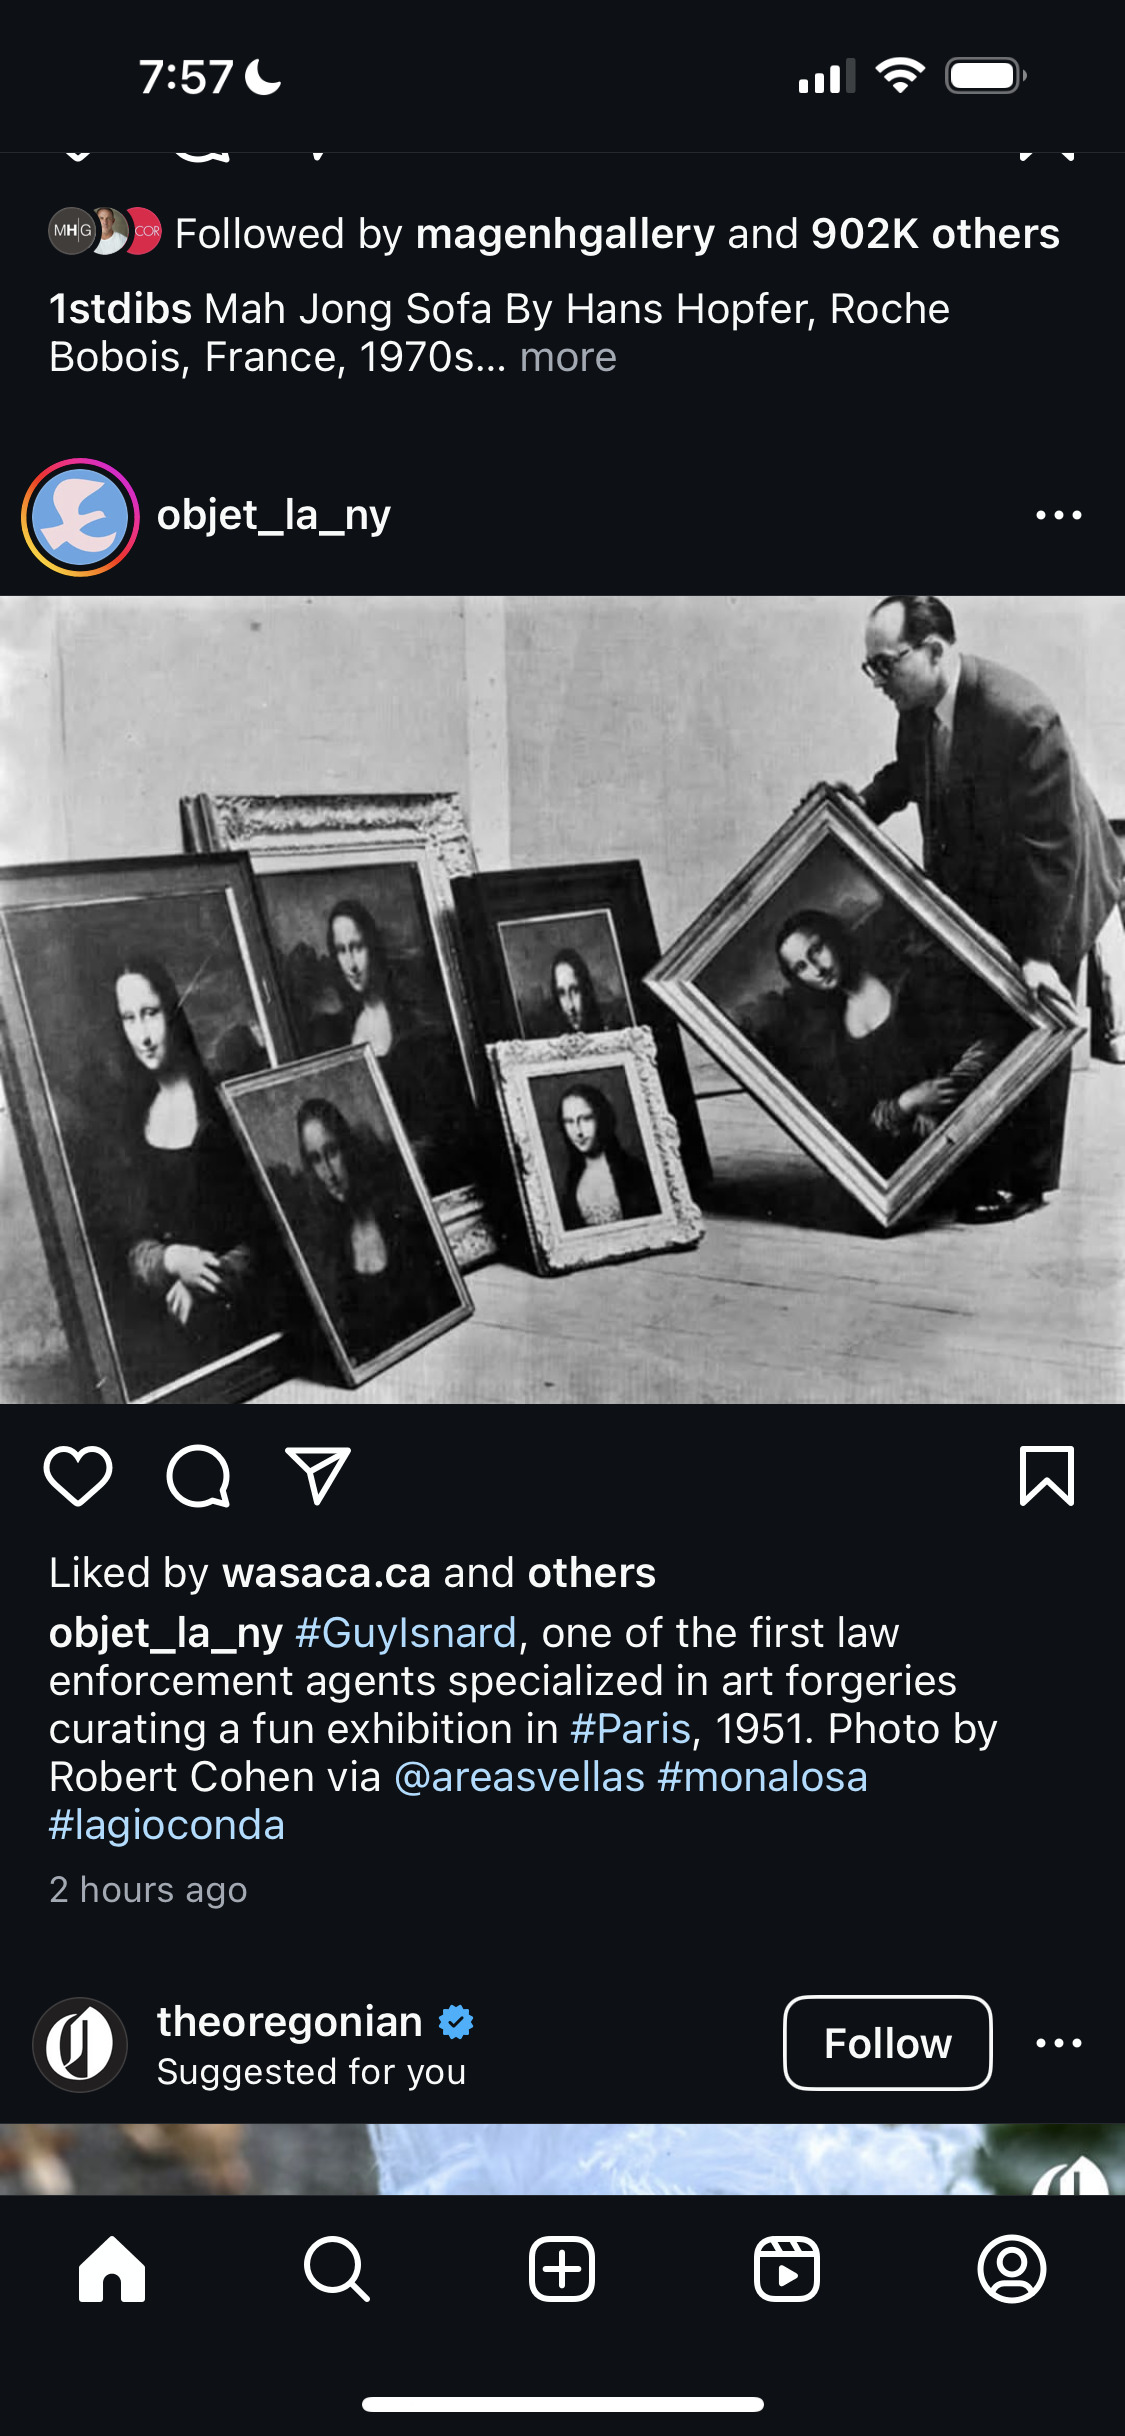 7:57
MH|G
COR
Followed by magenhgallery and 902K others
1stdibs Mah Jong Sofa By Hans Hopfer, Roche
Bobois, France, 1970s... more
objet_la_ny
Liked by wasaca.ca and others
objet_la_ny #GuyIsnard, one of the first law
enforcement agents specialized in art forgeries
curating a fun exhibition in #Paris, 1951. Photo by
Robert Cohen via @areasvellas #monalosa
#lagioconda
2 hours ago
theoregonian
Suggested for you
Follow